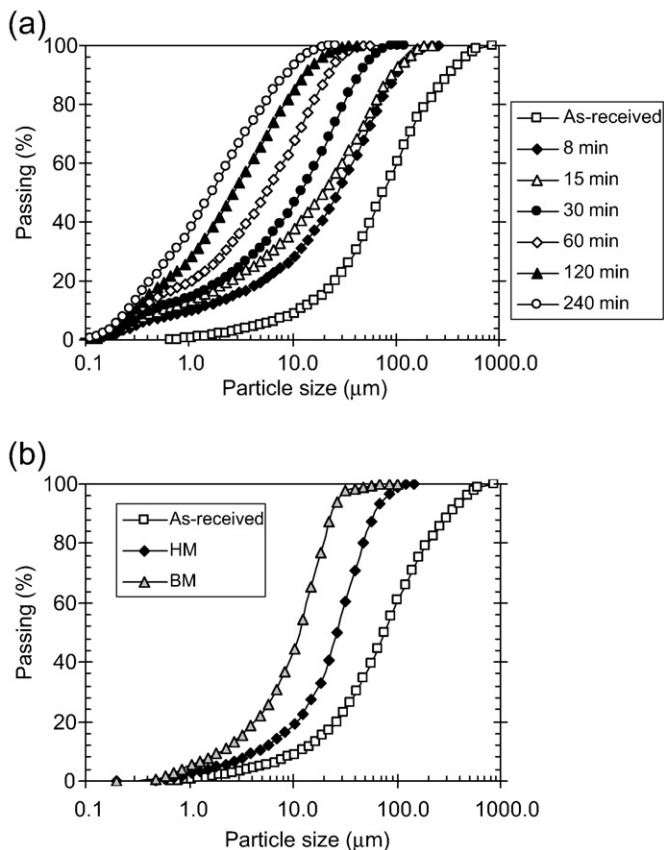 (a)
100
80
60
40
20
0
Passing (%)
0.1 1.0 10.0 100.0 1000.0
Particle size (μm)
As-received
8 min
15 min
30 min
60 min
120 min
240 min
(b)
100
80
60
40
20
0
Passing (%)
As-received
HM
BM
0.1 1.0 10.0 100.0 1000.0
Particle size (μm)